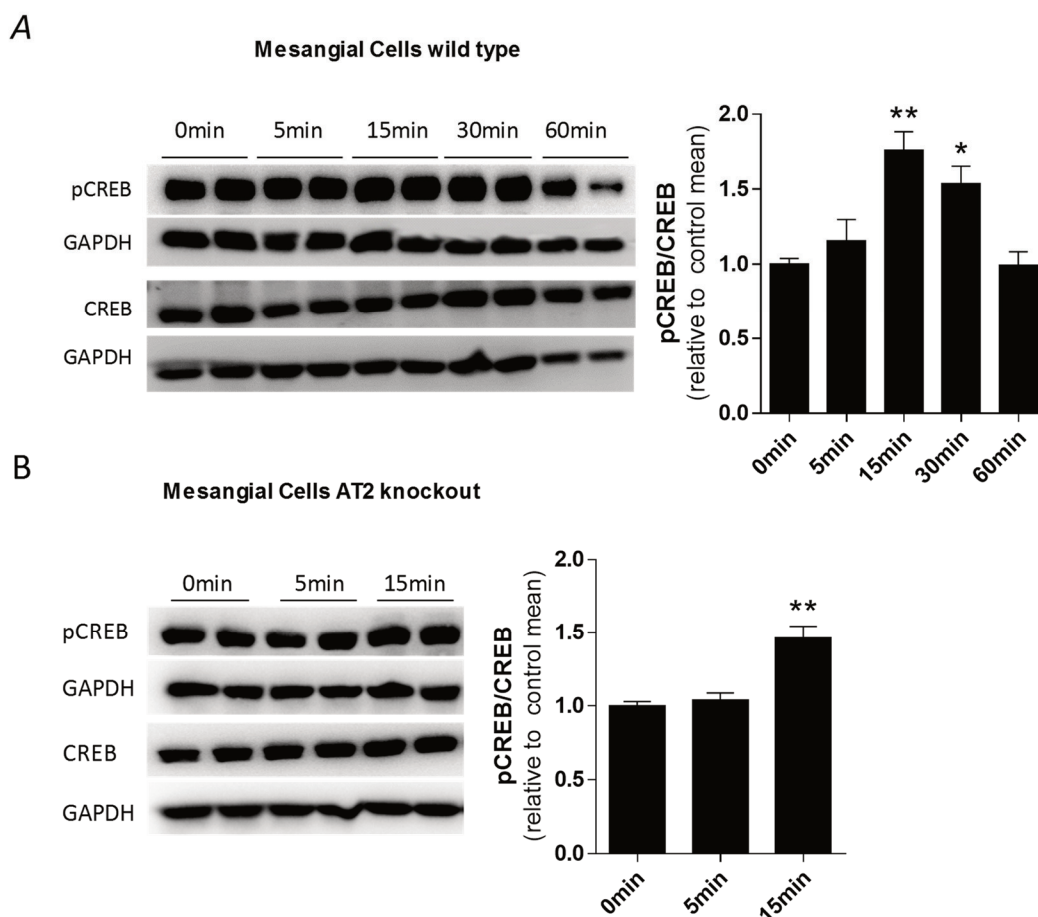 A
Mesangial Cells wild type
0min 5min 15min 30min 60min
pCREB
GAPDH
CREB
GAPDH
pCREB/CREB
(relative to control mean)
2.0
1.5
1.0
0.5
0.0
**
*
0min 5min 15min 30min 60min
B
Mesangial Cells AT2 knockout
0min 5min 15min
pCREB
GAPDH
CREB
GAPDH
pCREB/CREB
(relative to control mean)
2.0
1.5
1.0
0.5
0.0
**
0min 5min 15min